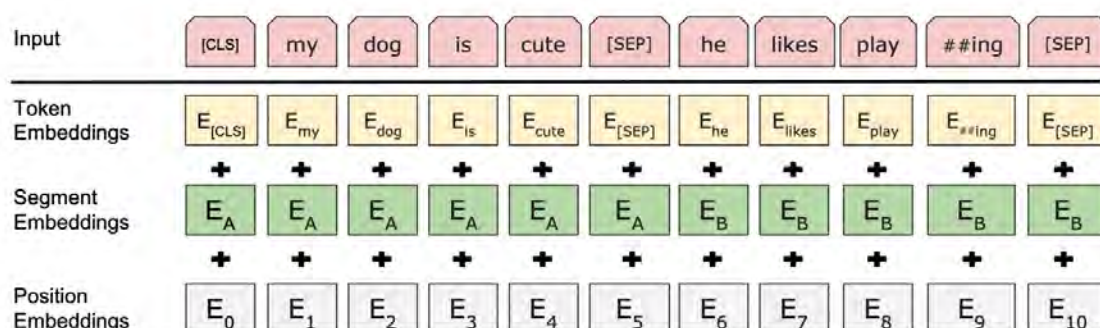 Input [CLS] my dog is cute [SEP] he likes play ##ing [SEP]
Token Embeddings E[CLS] Emy Edog Eis Ecute E[SEP] Ehe Elikes Eplay E##ing E[SEP]
+ + + + + + + + + + +
Segment Embeddings EA EA EA EA EA EA EB EB EB EB EB
+ + + + + + + + + + +
Position Embeddings E0 E1 E2 E3 E4 E5 E6 E7 E8 E9 E10